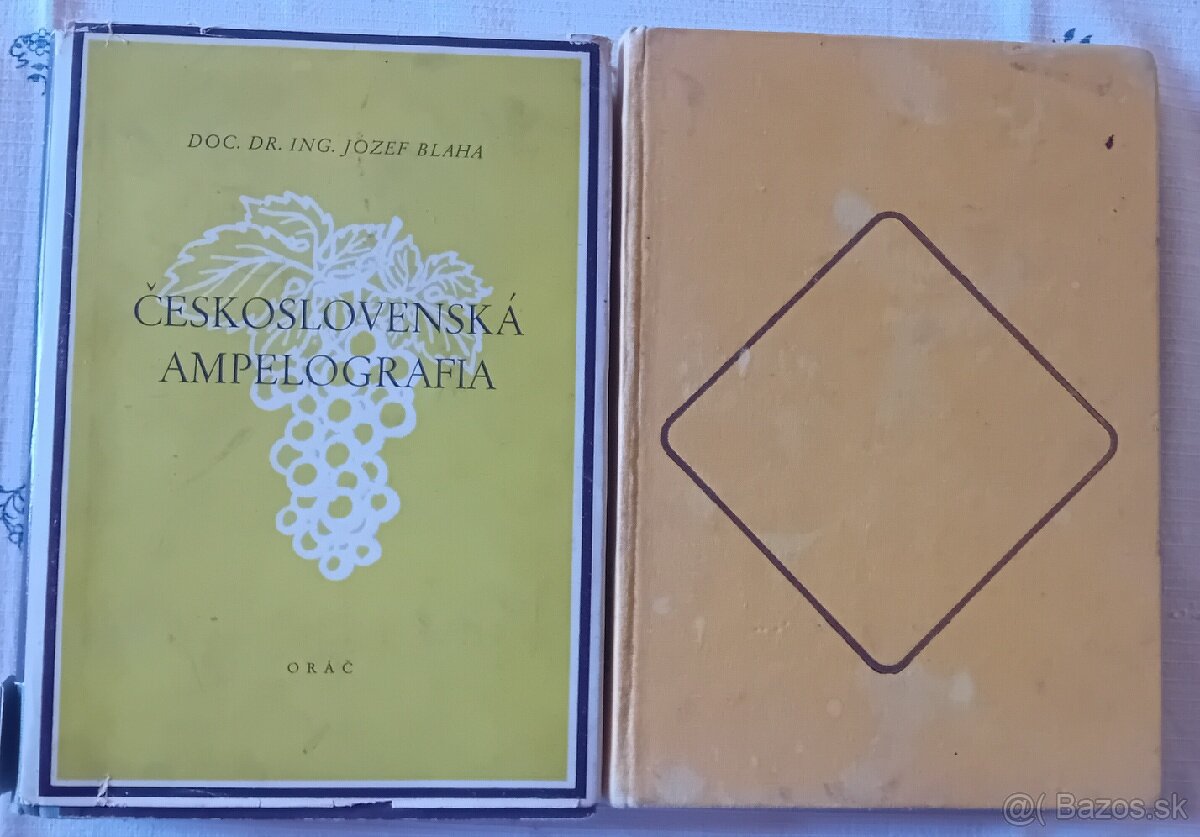 DOC. DR. ING. JOZEF BLAHA
ČESKOSLOVENSKÁ
AMPELOGRAFIA
ORÁČ
@( Bazos.sk